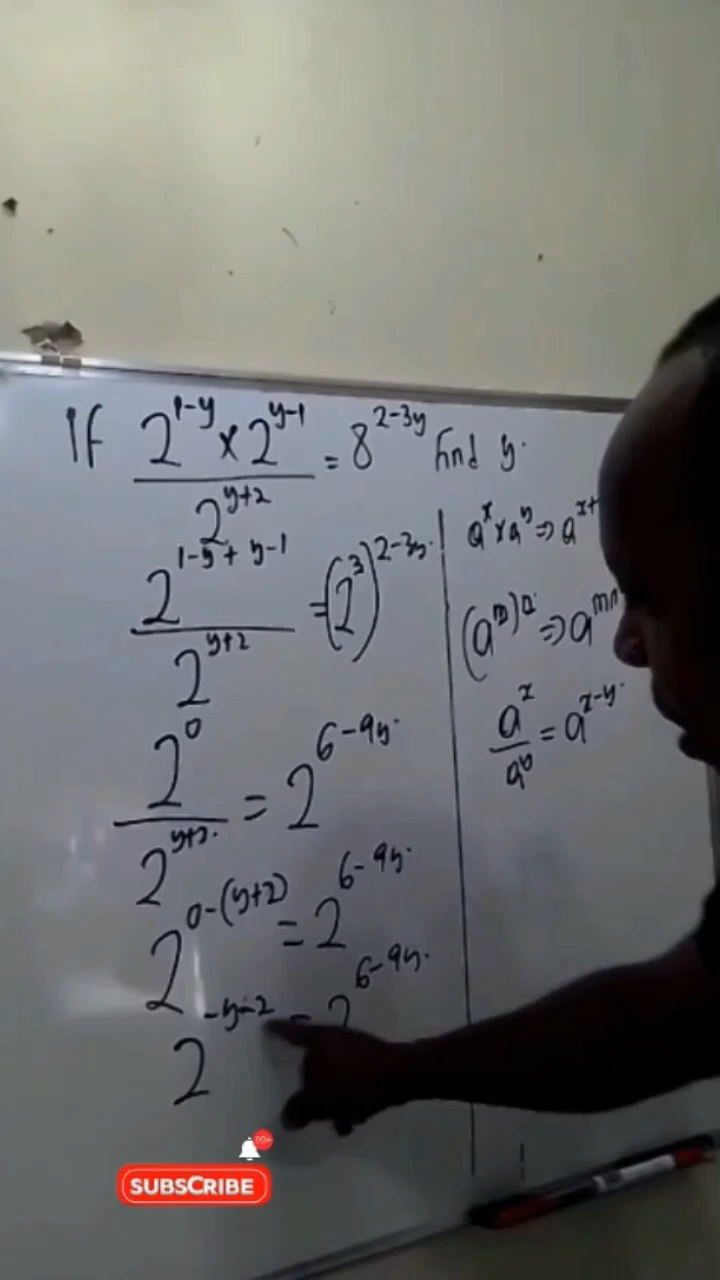 If 2^{1-y} × 2^{y-1} / 2^{y+2} = 8^{2-3y} find y.
2^{1-y+y-1} / 2^{y+2} = (2^3)^{2-3y}.
2^0 / 2^{y+2}. = 2^{6-9y}.
2^{0-(y+2)} = 2^{6-9y}.
2^{-y-2} = 2^{6-9y}.
a^x × a^y ⇒ a^{x+
(a^m)^n ⇒ a^{mn
a^x / a^y = a^{x-y}.
99+
SUBSCRIBE